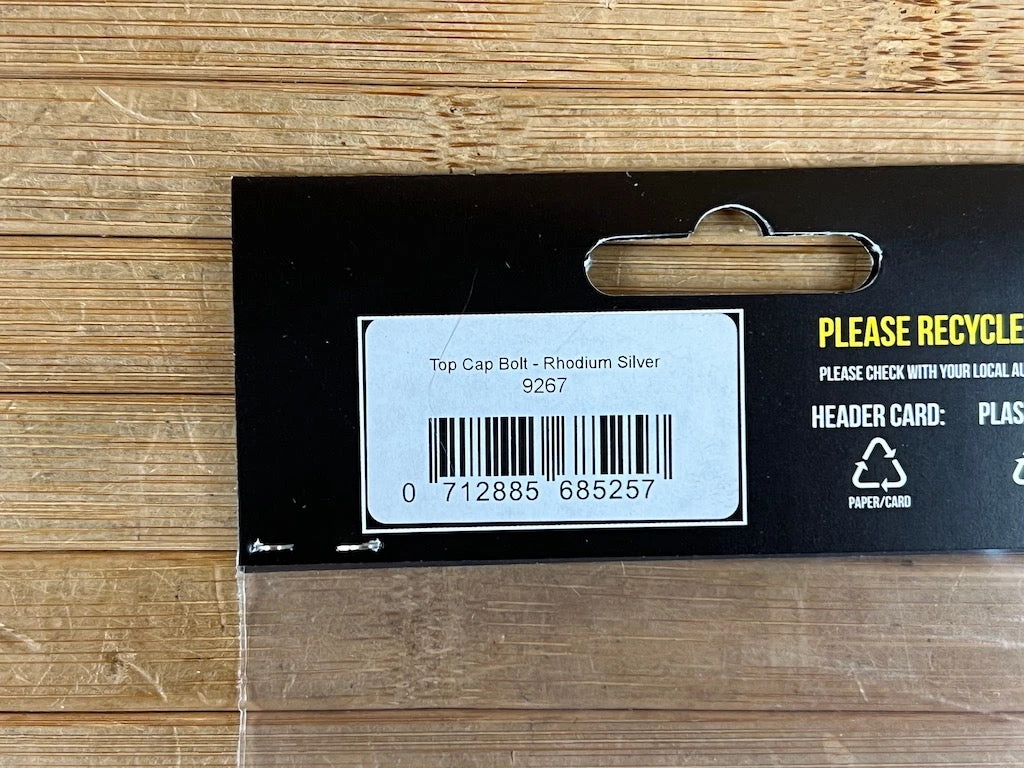 Top Cap Bolt - Rhodium Silver
9267
0 712885 685257
PLEASE RECYCLE
PLEASE CHECK WITH YOUR LOCAL
HEADER CARD:
PAPER/CARD